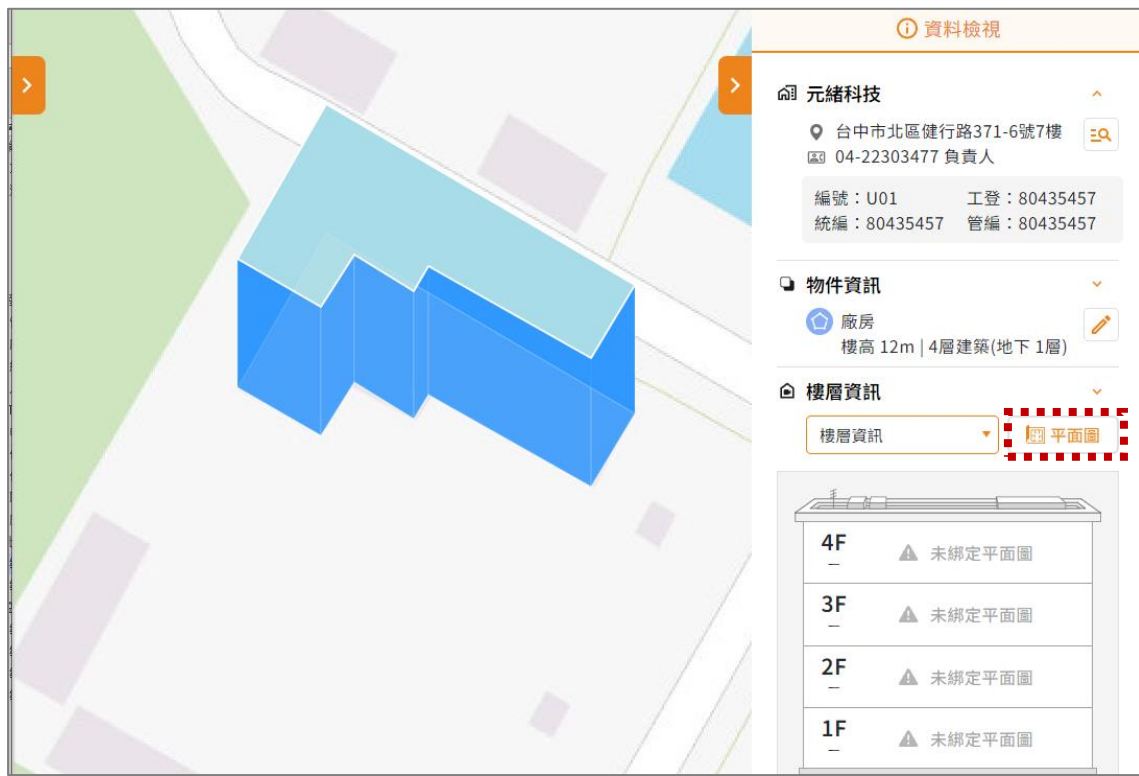 資料檢視
元緒科技
台中市北區健行路371-6號7樓
04-22303477 負責人
編號：U01 工登：80435457
統編：80435457 管編：80435457
物件資訊
廠房
樓高 12m | 4層建築(地下 1層)
樓層資訊
樓層資訊 平面圖
4F 未綁定平面圖
3F 未綁定平面圖
2F 未綁定平面圖
1F 未綁定平面圖